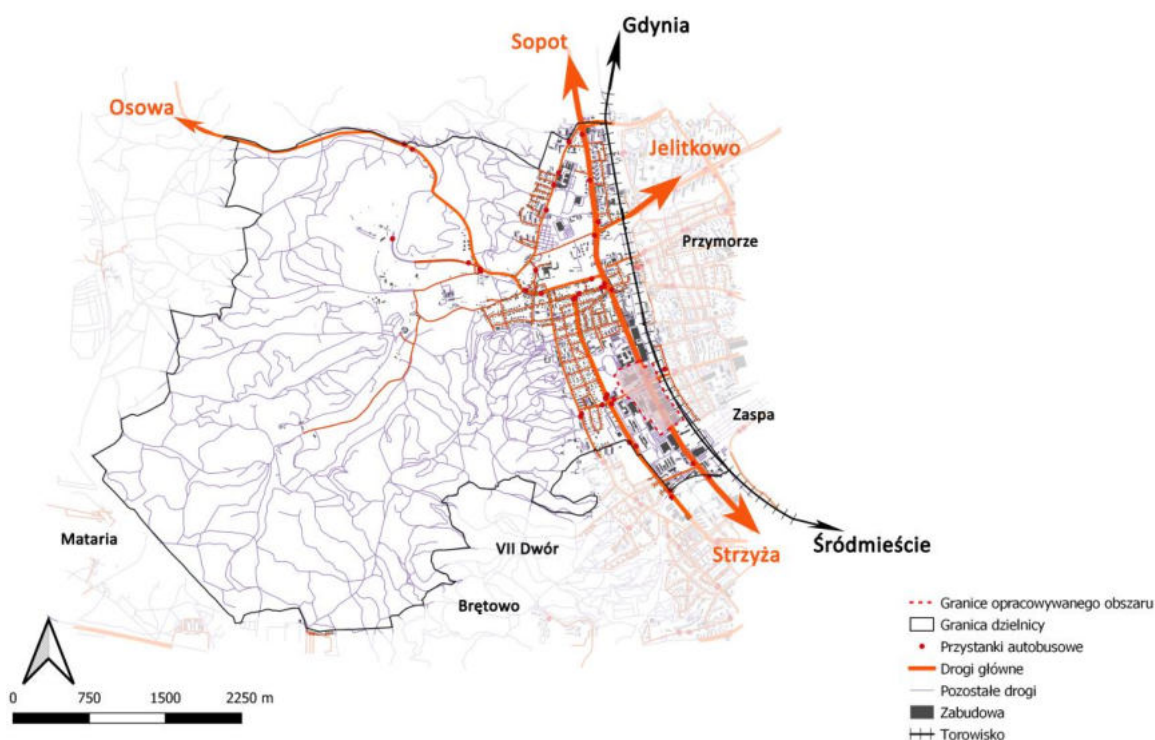 Gdynia
Sopot
Osowa
Jelitkowo
Przymorze
Zaspa
Mataria
VII Dwór
Strzyża
Śródmieście
Brętowo
Granice opracowywanego obszaru
Granica dzielnicy
Przystanki autobusowe
Drogi główne
Pozostałe drogi
Zabudowa
Torowisko
0 750 1500 2250 m